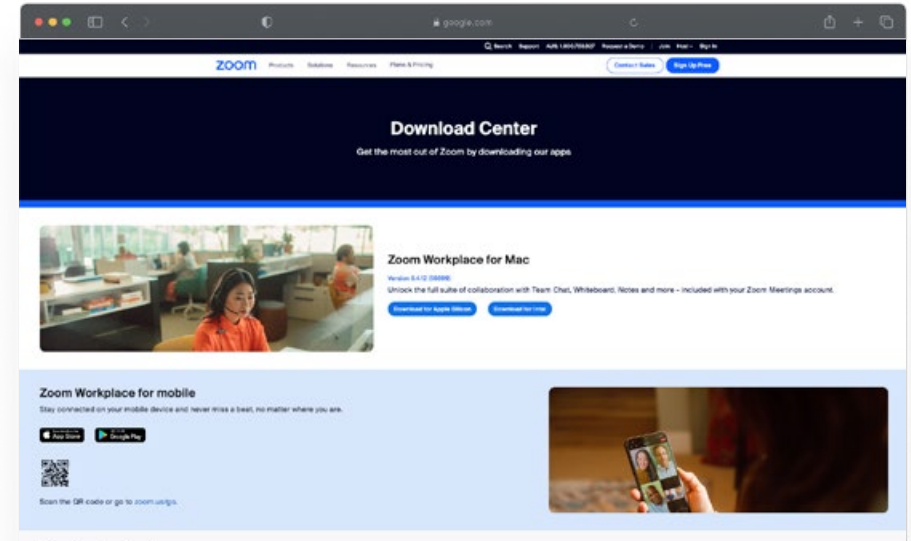 google.com
Search Support Request a Demo | Join Host Sign In
zoom Products Solutions Resources Plans & Pricing Contact Sales Sign Up Free
Download Center
Get the most out of Zoom by downloading our apps
Zoom Workplace for Mac
Unlock the full suite of collaboration with Team Chat, Whiteboard, Notes and more - included with your Zoom Meetings account.
Download for Apple Silicon Download for Intel
Zoom Workplace for mobile
Stay connected on your mobile device and never miss a beat, no matter where you are.
App Store Google Play
Scan the QR code or go to